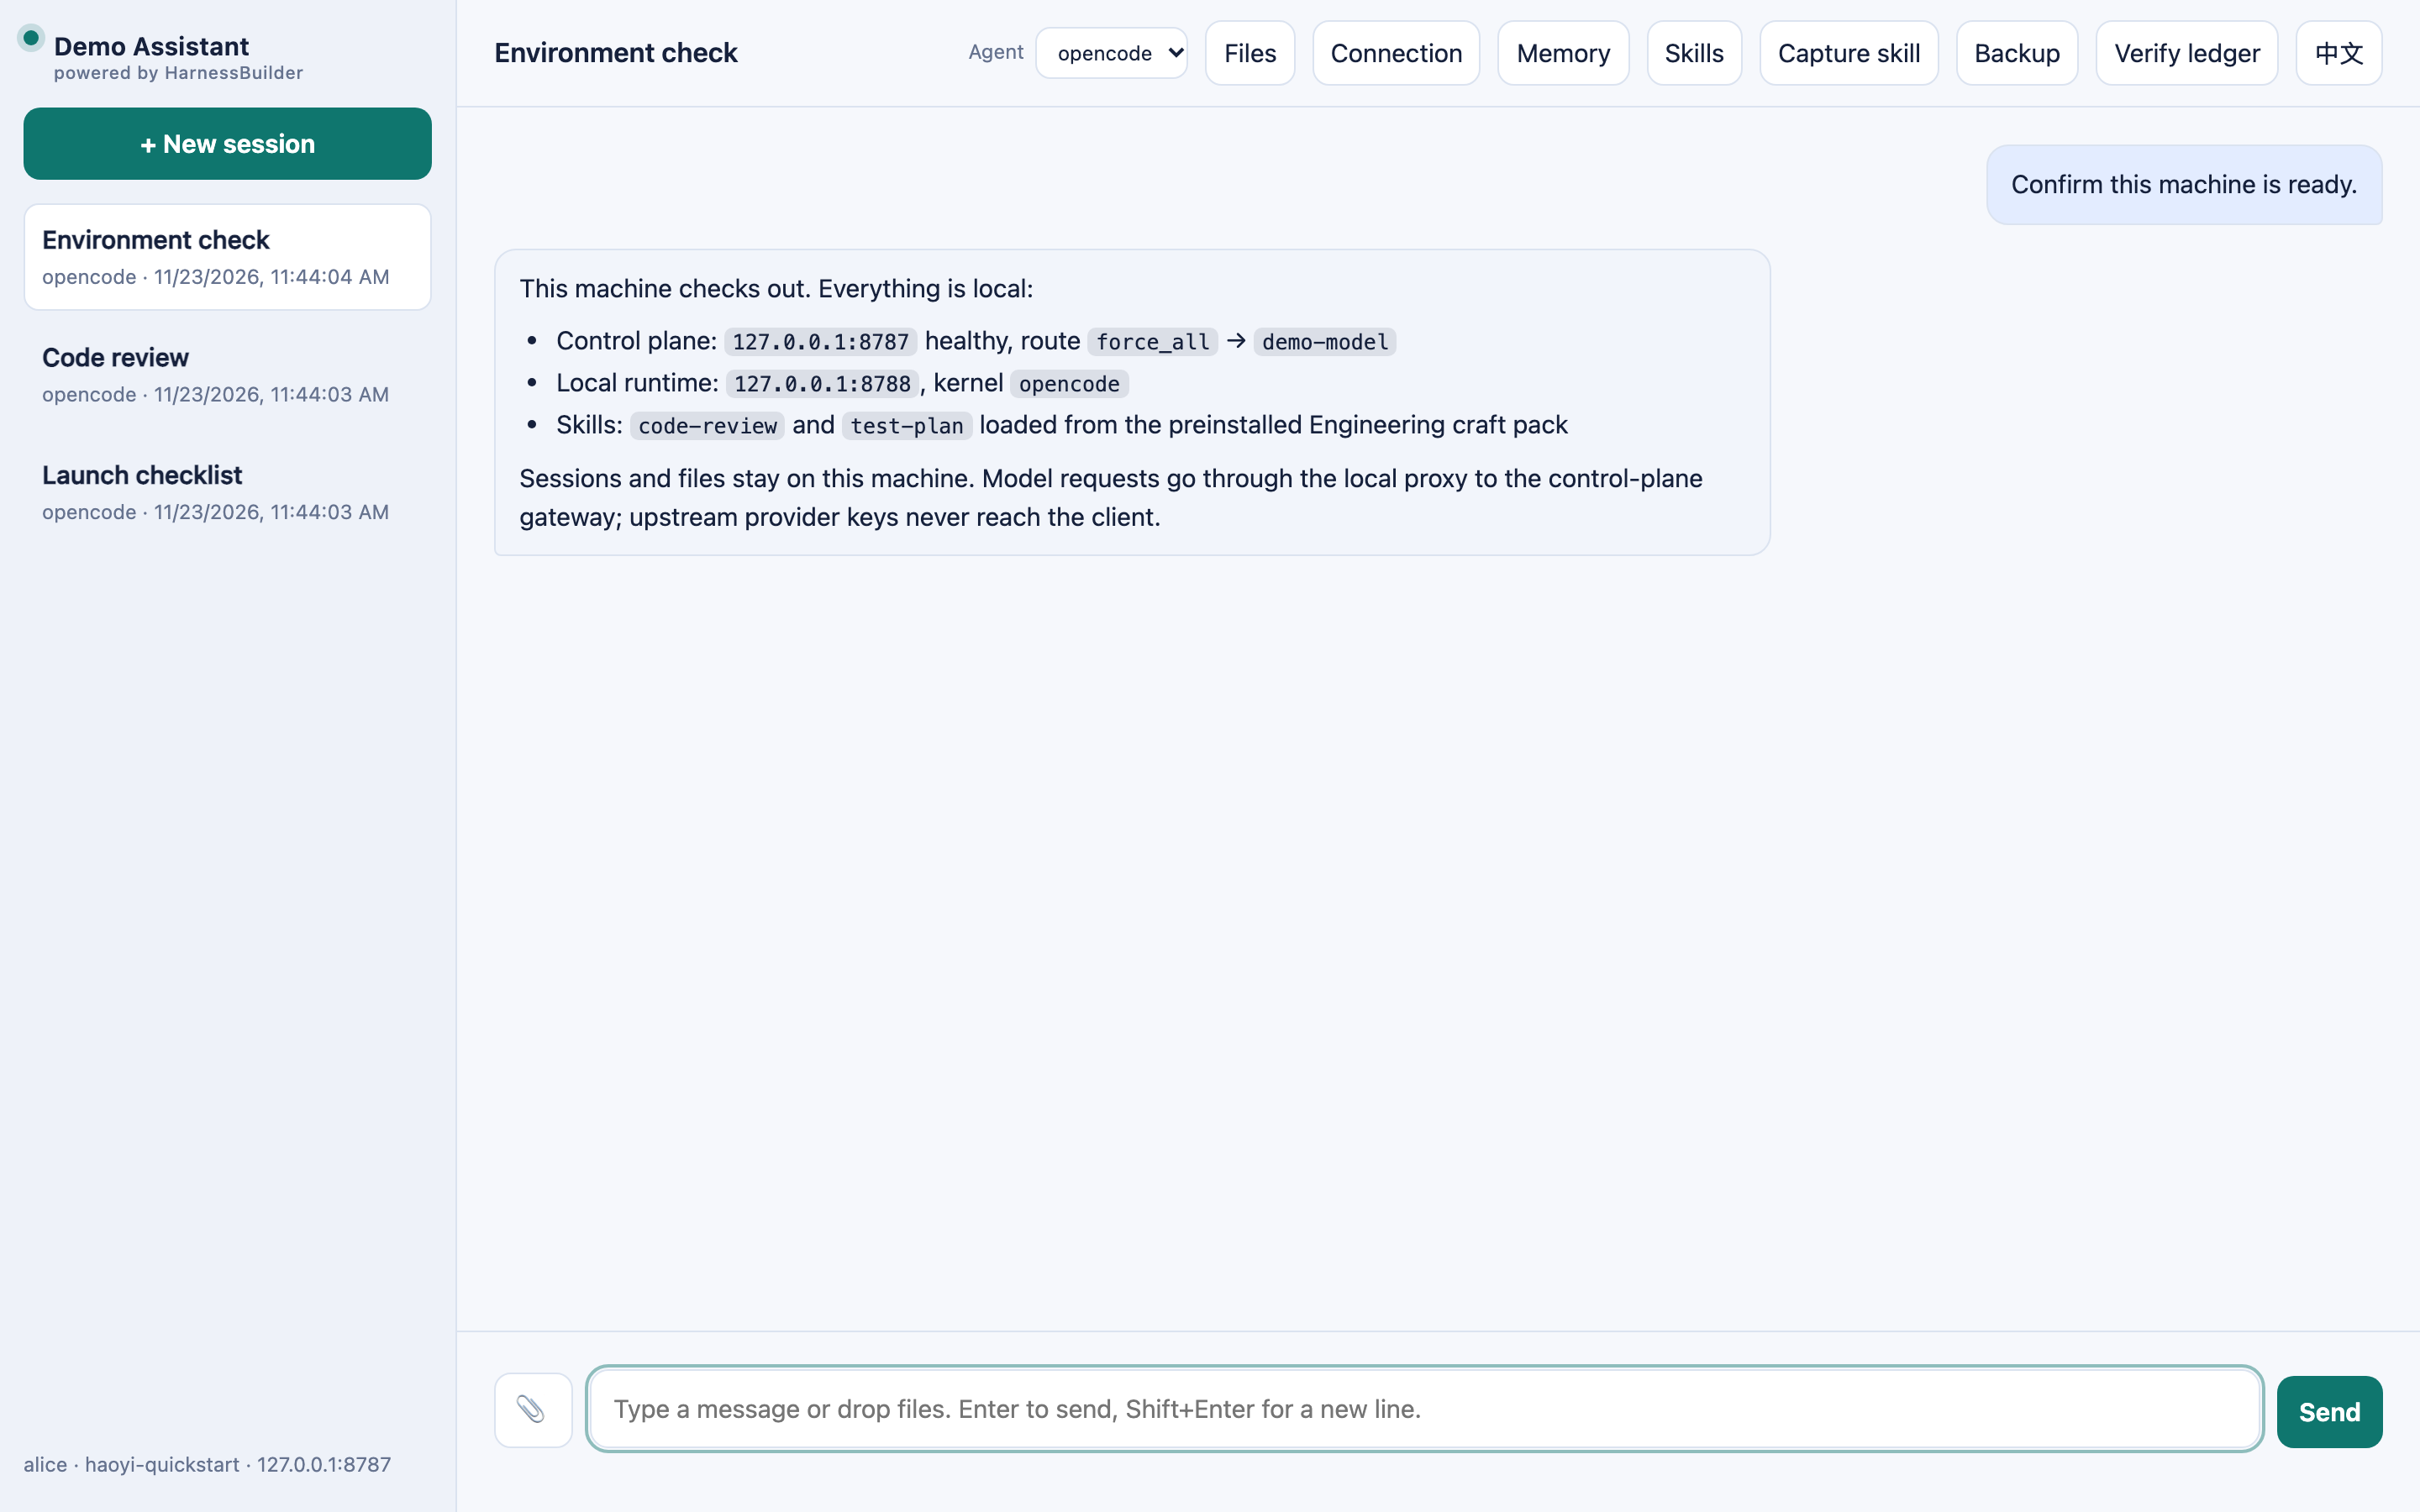 Demo Assistant
powered by HarnessBuilder
+ New session
Environment check
opencode · 11/23/2026, 11:44:04 AM
Code review
opencode · 11/23/2026, 11:44:03 AM
Launch checklist
opencode · 11/23/2026, 11:44:03 AM
alice · haoyi-quickstart · 127.0.0.1:8787
Environment check
Agent opencode Files Connection Memory Skills Capture skill Backup Verify ledger 中文
Confirm this machine is ready.
This machine checks out. Everything is local:
• Control plane: 127.0.0.1:8787 healthy, route force_all → demo-model
• Local runtime: 127.0.0.1:8788, kernel opencode
• Skills: code-review and test-plan loaded from the preinstalled Engineering craft pack
Sessions and files stay on this machine. Model requests go through the local proxy to the control-plane
gateway; upstream provider keys never reach the client.
Type a message or drop files. Enter to send, Shift+Enter for a new line.
Send